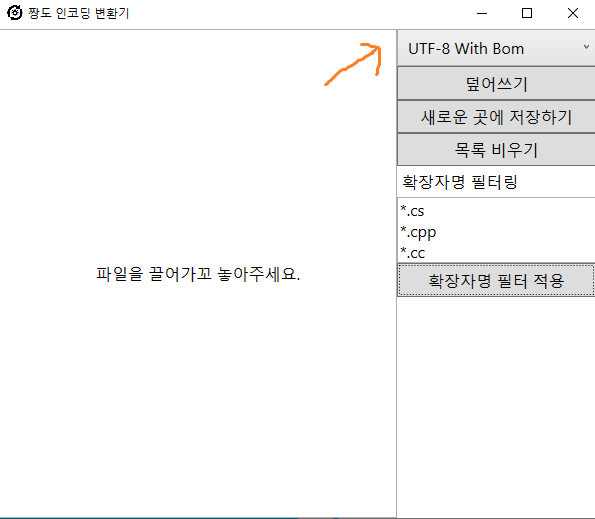 짱도 인코딩 변환기
UTF-8 With Bom
덮어쓰기
새로운 곳에 저장하기
목록 비우기
확장자명 필터링
*.cs
*.cpp
*.cc
확장자명 필터 적용
파일을 끌어가꼬 놓아주세요.